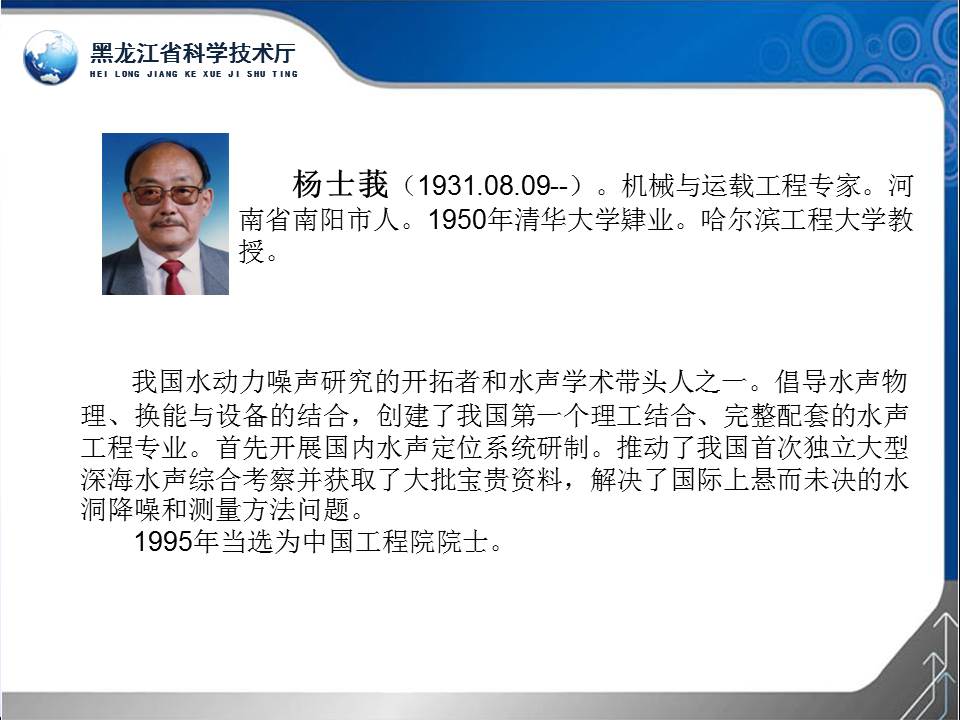 黑龙江省科学技术厅
HEI LONG JIANG KE XUE JI SHU TING
杨士莪（1931.08.09--）。机械与运载工程专家。河
南省南阳市人。1950年清华大学肄业。哈尔滨工程大学教
授。
我国水动力噪声研究的开拓者和水声学术带头人之一。倡导水声物
理、换能与设备的结合，创建了我国第一个理工结合、完整配套的水声
工程专业。首先开展国内水声定位系统研制。推动了我国首次独立大型
深海水声综合考察并获取了大批宝贵资料，解决了国际上悬而未决的水
洞降噪和测量方法问题。
1995年当选为中国工程院院士。